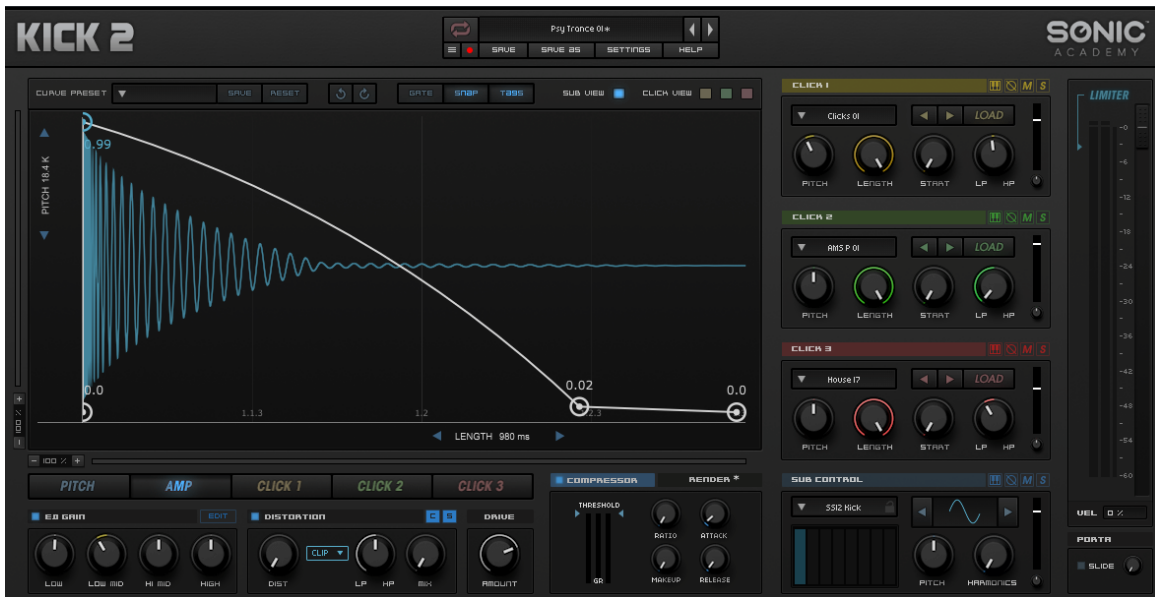 KICK 2
Psy Trance 01*
SAVE SAVE AS SETTINGS HELP
SONIC
ACADEMY
CURVE PRESET SAVE RESET GATE SNAP TAGS SUB VIEW CLICK VIEW
PITCH 18.4 K
0.99
0.0
0.02
0.0
1.1.3 1.2 1.2.3
LENGTH 980 ms
100 %
- 100 % +
PITCH AMP CLICK 1 CLICK 2 CLICK 3
E.Q GAIN EDIT
LOW LOW MID HI MID HIGH
DISTORTION C S
DIST CLIP LP HP MIX
DRIVE
AMOUNT
COMPRESSOR RENDER *
THRESHOLD
GR
RATIO ATTACK
MAKEUP RELEASE
CLICK 1 M S
Clicks 01 LOAD
PITCH LENGTH START LP HP
CLICK 2 M S
AMS P 01 LOAD
PITCH LENGTH START LP HP
CLICK 3 M S
House 17 LOAD
PITCH LENGTH START LP HP
SUB CONTROL M S
SS12 Kick
PITCH HARMONICS
LIMITER
-0
-6
-12
-18
-24
-30
-36
-42
-48
-54
-60
VEL 0 %
PORTA
SLIDE